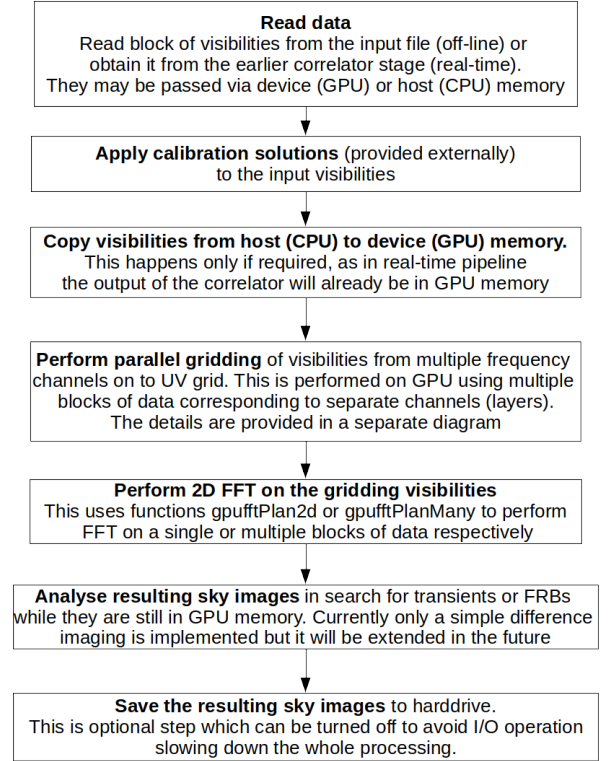 Read data
Read block of visibilities from the input file (off-line) or
obtain it from the earlier correlator stage (real-time).
They may be passed via device (GPU) or host (CPU) memory
Apply calibration solutions (provided externally)
to the input visibilities
Copy visibilities from host (CPU) to device (GPU) memory.
This happens only if required, as in real-time pipeline
the output of the correlator will already be in GPU memory
Perform parallel gridding of visibilities from multiple frequency
channels on to UV grid. This is performed on GPU using multiple
blocks of data corresponding to separate channels (layers).
The details are provided in a separate diagram
Perform 2D FFT on the gridding visibilities
This uses functions gpufftPlan2d or gpufftPlanMany to perform
FFT on a single or multiple blocks of data respectively
Analyse resulting sky images in search for transients or FRBs
while they are still in GPU memory. Currently only a simple difference
imaging is implemented but it will be extended in the future
Save the resulting sky images to harddrive.
This is optional step which can be turned off to avoid I/O operation
slowing down the whole processing.